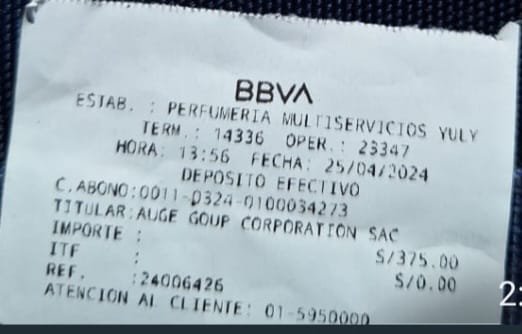 BBVA
ESTAB. : PERFUMERIA MULTISERVICIOS YULY
TERM.: 14336 OPER.: 23347
HORA: 13:56 FECHA: 25/04/2024
DEPOSITO EFECTIVO
C.ABONO:0011-0324-0100034273
TITULAR:AUGE GOUP CORPORATION SAC
IMPORTE : S/375.00
ITF : S/0.00
REF. :24006426
ATENCION AL CLIENTE: 01-5950000
2: